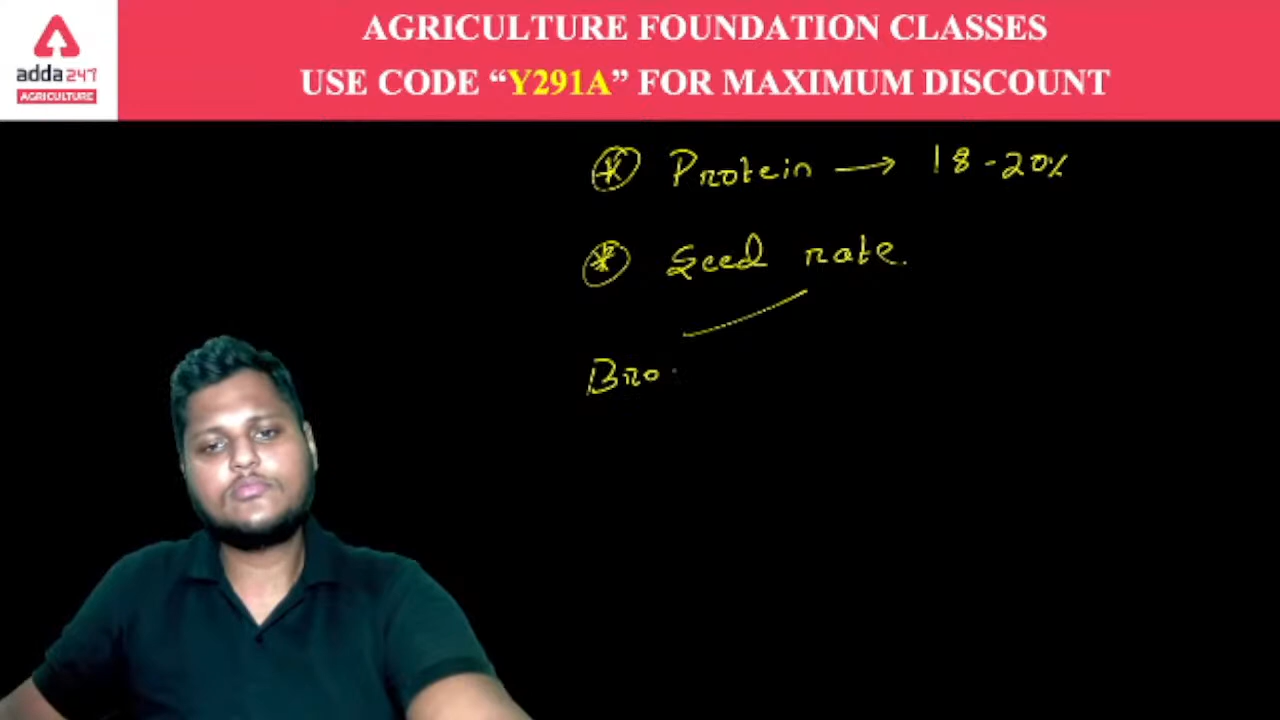 AGRICULTURE FOUNDATION CLASSES
adda247
AGRICULTURE
USE CODE “Y291A” FOR MAXIMUM DISCOUNT
Protein → 18-20%
Seed rate.
Bro